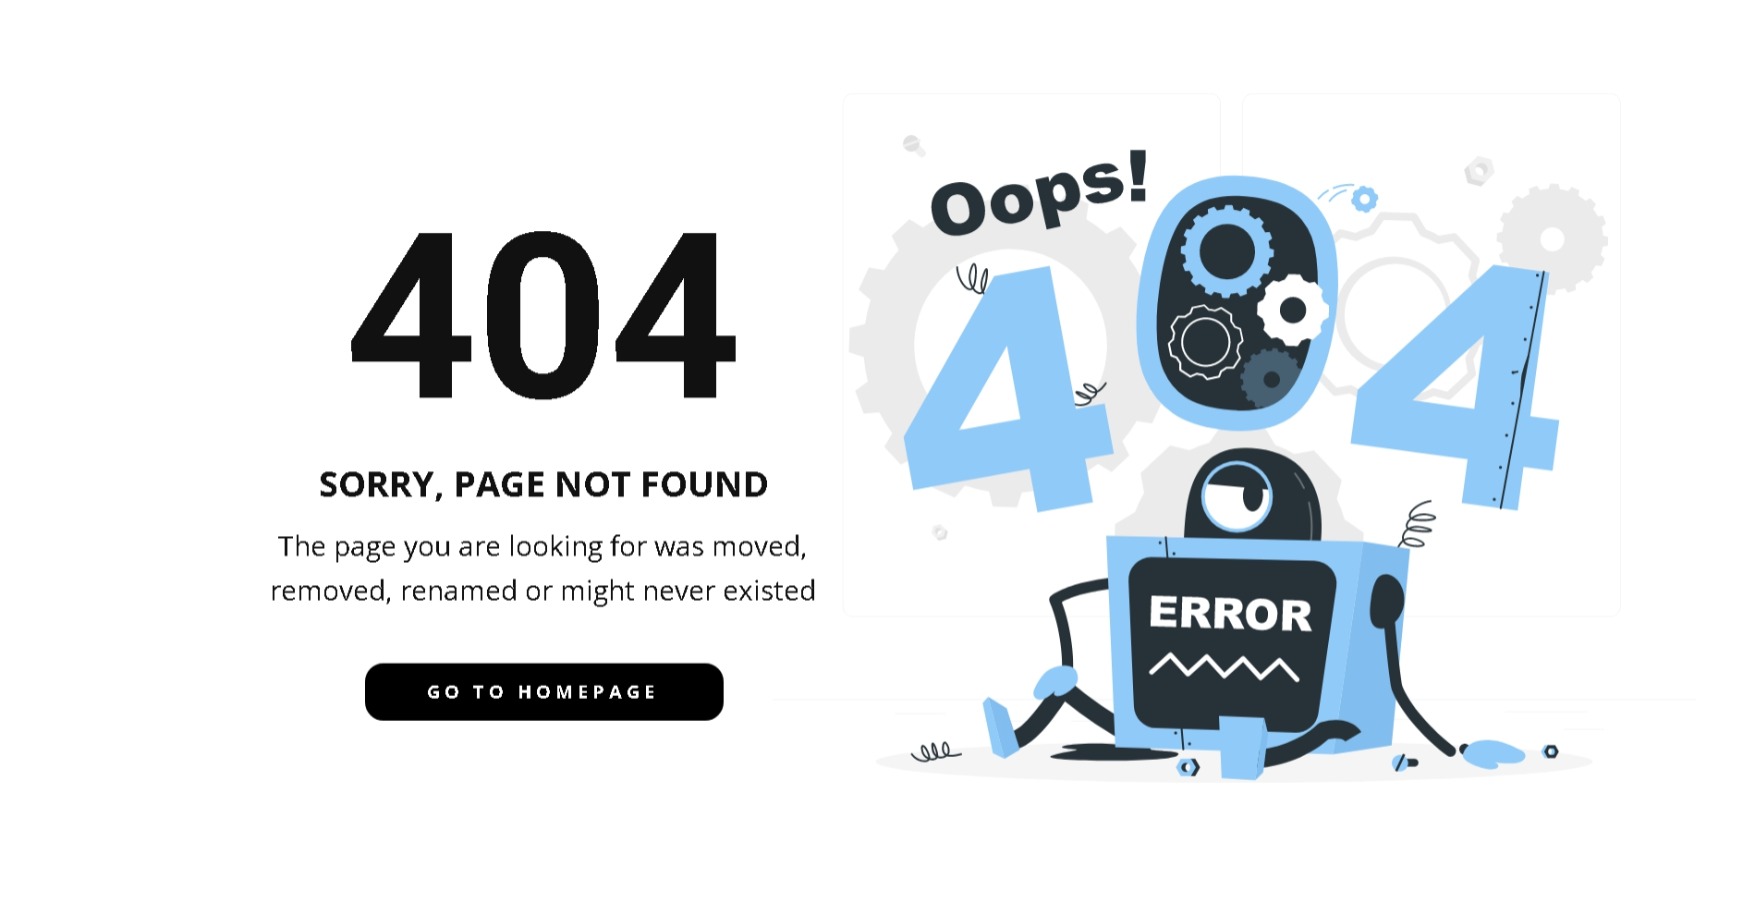 404
SORRY, PAGE NOT FOUND
The page you are looking for was moved,
removed, renamed or might never existed
GO TO HOMEPAGE
Oops!
404
ERROR